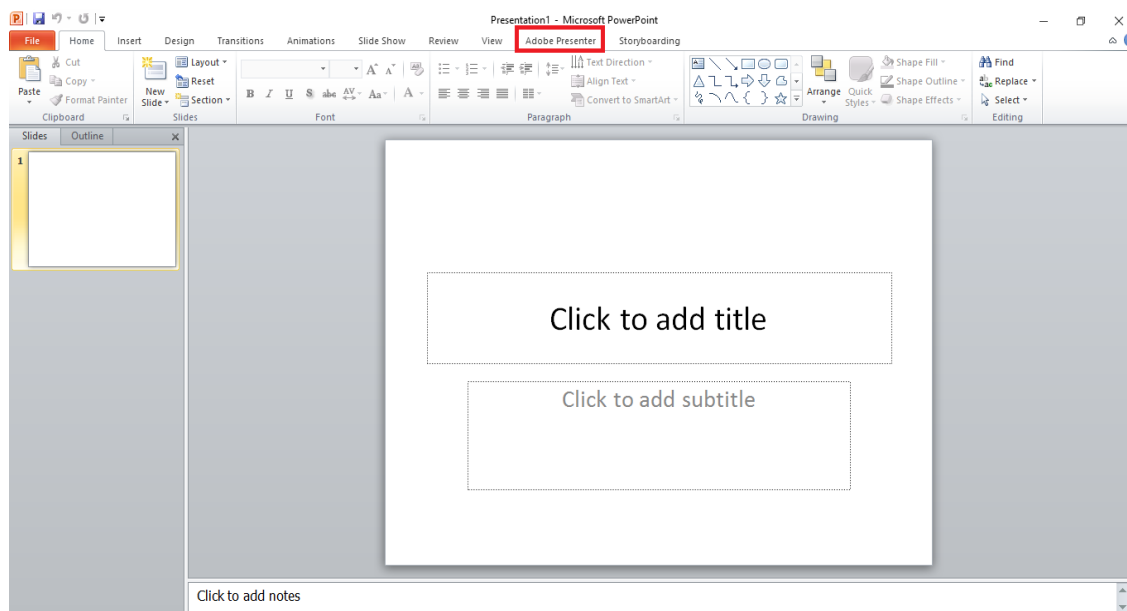 Presentation1 - Microsoft PowerPoint
File Home Insert Design Transitions Animations Slide Show Review View Adobe Presenter Storyboarding
Paste
Cut
Copy
Format Painter
Clipboard
New
Slide
Layout
Reset
Section
Slides
B I U S abc AV Aa A
Font
Text Direction
Align Text
Convert to SmartArt
Paragraph
Arrange
Quick
Styles
Shape Fill
Shape Outline
Shape Effects
Drawing
Find
Replace
Select
Editing
Slides Outline
1
Click to add title
Click to add subtitle
Click to add notes